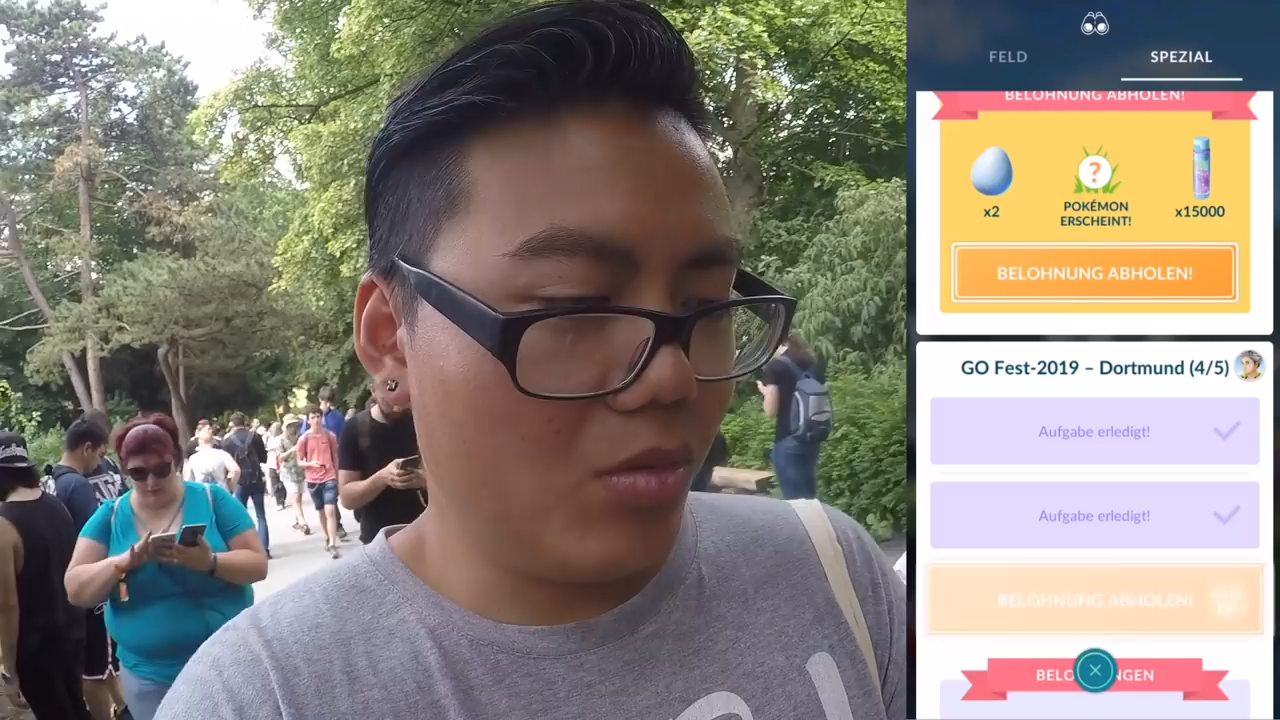 FELD
SPEZIAL
BELOHNUNG ABHOLEN!
x2
POKÉMON
ERSCHEINT!
x15000
BELOHNUNG ABHOLEN!
GO Fest-2019 – Dortmund (4/5)
Aufgabe erledigt!
Aufgabe erledigt!
BELOHNUNG ABHOLEN!